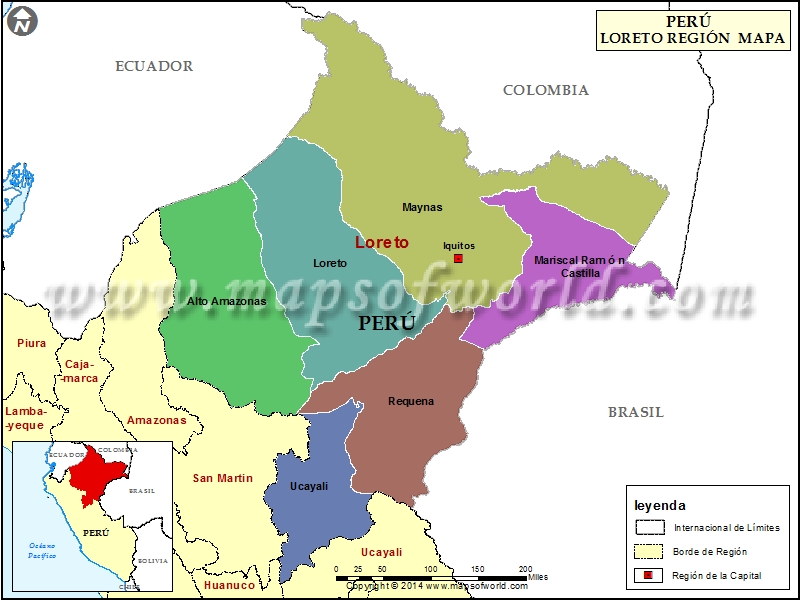 N
PERÚ
LORETO REGIÓN MAPA
ECUADOR
COLOMBIA
Maynas
Loreto
Iquitos
Loreto
Mariscal Ram ó n
Castilla
www.mapsofworld.com
Alto Amazonas
PERÚ
Piura
Caja-
-marca
Requena
Lamba-
-yeque
Amazonas
BRASIL
ECUADOR
COLOMBIA
San Martin
Ucayali
BRASIL
PERÚ
Océano
Pacífico
BOLIVIA
CHILE
Ucayali
Huanuco
leyenda
Internacional de Límites
Borde de Región
Región de la Capital
0 25 50 100 150 200
Miles
Copyright © 2014 www.mapsofworld.com